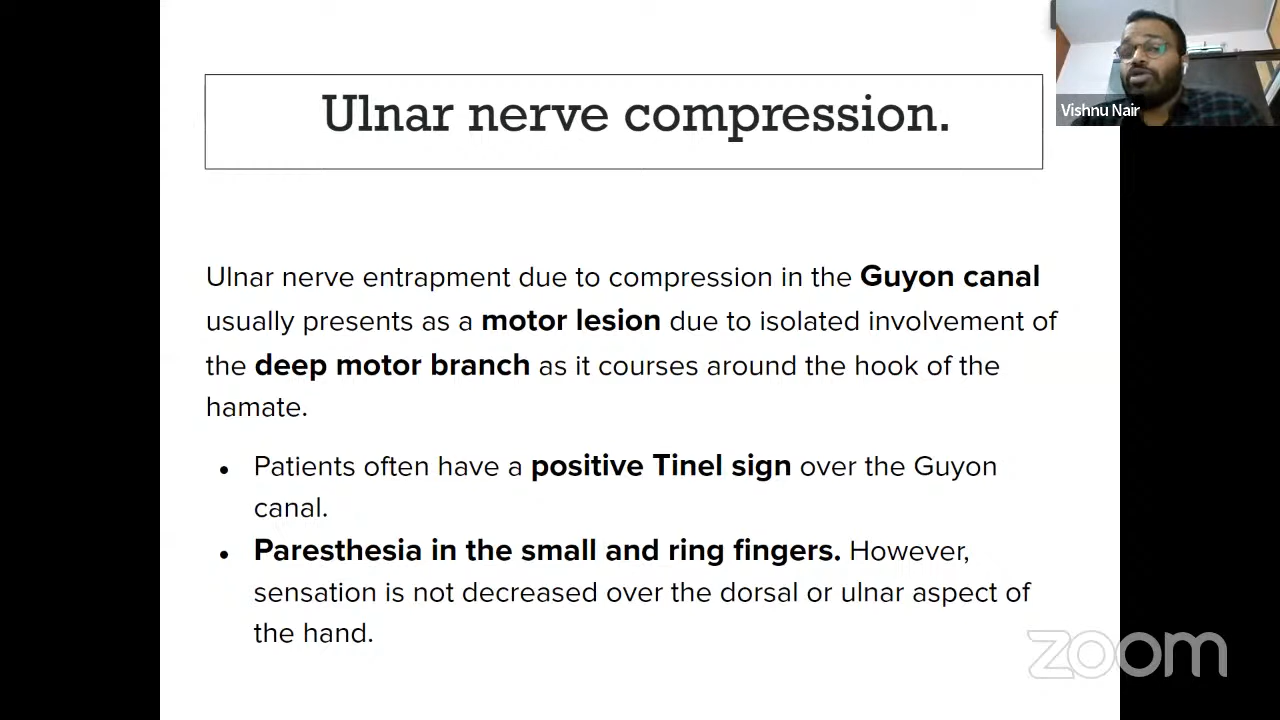 Ulnar nerve compression.
Vishnu Nair
Ulnar nerve entrapment due to compression in the Guyon canal
usually presents as a motor lesion due to isolated involvement of
the deep motor branch as it courses around the hook of the
hamate.
• Patients often have a positive Tinel sign over the Guyon
canal.
• Paresthesia in the small and ring fingers. However,
sensation is not decreased over the dorsal or ulnar aspect of
the hand.
zoom